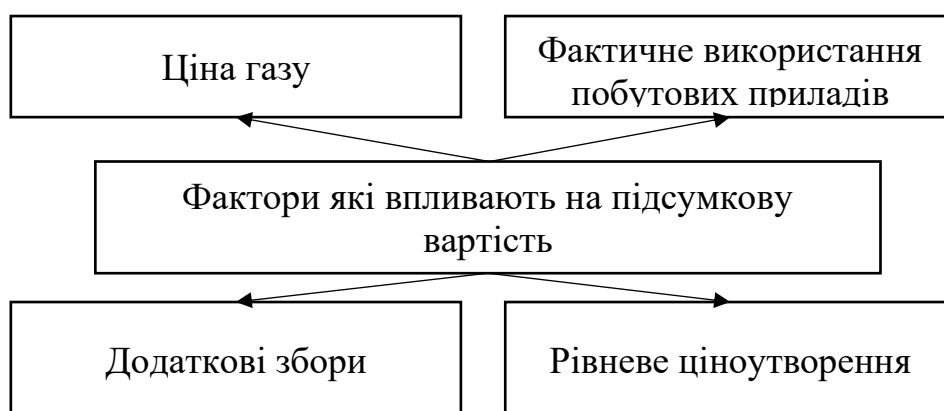 Ціна газу
Фактичне використання
побутових приладів
Фактори які впливають на підсумкову
вартість
Додаткові збори
Рівневе ціноутворення